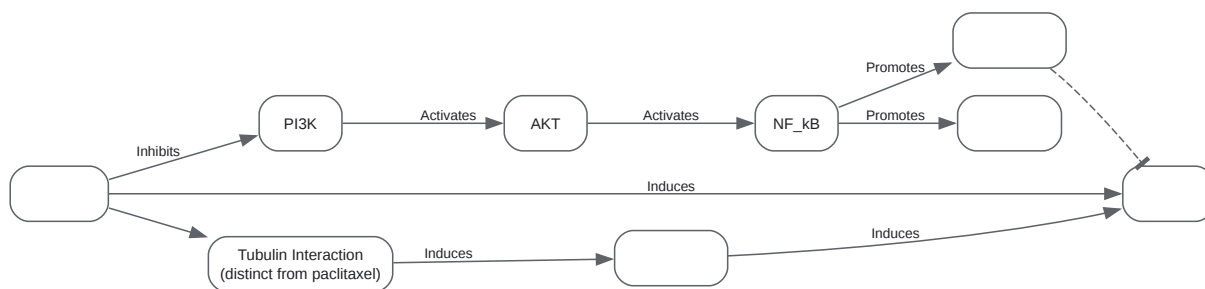 Promotes
PI3K
Activates
AKT
Activates
NF_kB
Promotes
Inhibits
Induces
Tubulin Interaction
(distinct from paclitaxel)
Induces
Induces